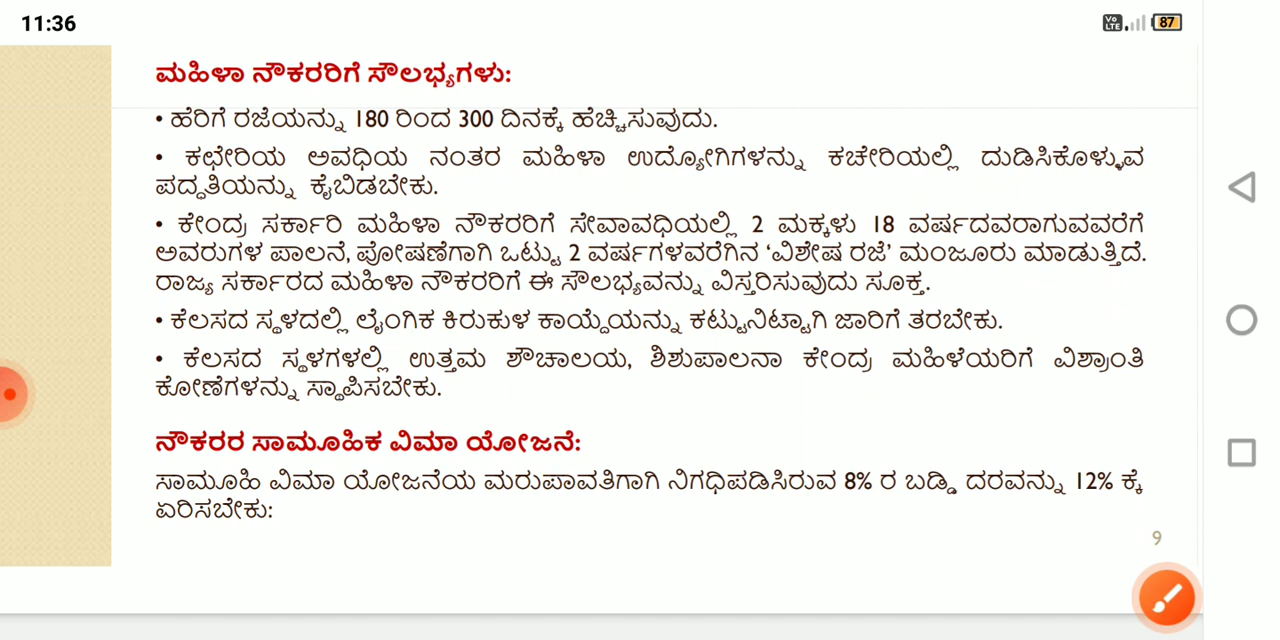 11:36
Vo LTE 87
ಮಹಿಳಾ ನೌಕರರಿಗೆ ಸೌಲಭ್ಯಗಳು:
• ಹೆರಿಗೆ ರಜೆಯನ್ನು 180 ರಿಂದ 300 ದಿನಕ್ಕೆ ಹೆಚ್ಚಿಸುವುದು.
• ಕಛೇರಿಯ ಅವಧಿಯ ನಂತರ ಮಹಿಳಾ ಉದ್ಯೋಗಿಗಳನ್ನು ಕಚೇರಿಯಲ್ಲಿ ದುಡಿಸಿಕೊಳ್ಳುವ
ಪದ್ಧತಿಯನ್ನು ಕೈಬಿಡಬೇಕು.
• ಕೇಂದ್ರ ಸರ್ಕಾರಿ ಮಹಿಳಾ ನೌಕರರಿಗೆ ಸೇವಾವಧಿಯಲ್ಲಿ 2 ಮಕ್ಕಳು 18 ವರ್ಷದವರಾಗುವವರೆಗೆ
ಅವರುಗಳ ಪಾಲನೆ, ಪೋಷಣೆಗಾಗಿ ಒಟ್ಟು 2 ವರ್ಷಗಳವರೆಗಿನ ‘ವಿಶೇಷ ರಜೆ’ ಮಂಜೂರು ಮಾಡುತ್ತಿದೆ.
ರಾಜ್ಯ ಸರ್ಕಾರದ ಮಹಿಳಾ ನೌಕರರಿಗೆ ಈ ಸೌಲಭ್ಯವನ್ನು ವಿಸ್ತರಿಸುವುದು ಸೂಕ್ತ.
• ಕೆಲಸದ ಸ್ಥಳದಲ್ಲಿ ಲೈಂಗಿಕ ಕಿರುಕುಳ ಕಾಯ್ದೆಯನ್ನು ಕಟ್ಟುನಿಟ್ಟಾಗಿ ಜಾರಿಗೆ ತರಬೇಕು.
• ಕೆಲಸದ ಸ್ಥಳಗಳಲ್ಲಿ ಉತ್ತಮ ಶೌಚಾಲಯ, ಶಿಶುಪಾಲನಾ ಕೇಂದ್ರ ಮಹಿಳೆಯರಿಗೆ ವಿಶ್ರಾಂತಿ
ಕೋಣೆಗಳನ್ನು ಸ್ಥಾಪಿಸಬೇಕು.
ನೌಕರರ ಸಾಮೂಹಿಕ ವಿಮಾ ಯೋಜನೆ:
ಸಾಮೂಹಿ ವಿಮಾ ಯೋಜನೆಯ ಮರುಪಾವತಿಗಾಗಿ ನಿಗಧಿಪಡಿಸಿರುವ 8% ರ ಬಡ್ಡಿ ದರವನ್ನು 12% ಕ್ಕೆ
ಏರಿಸಬೇಕು:
9